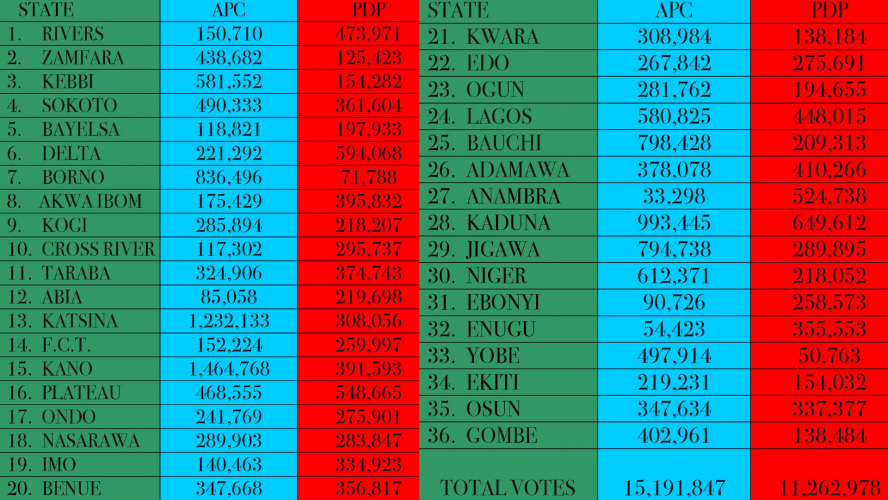 STATE APC PDP
1. RIVERS 150,710 473,971
2. ZAMFARA 438,682 125,423
3. KEBBI 581,552 154,282
4. SOKOTO 490,333 361,604
5. BAYELSA 118,821 197,933
6. DELTA 221,292 594,068
7. BORNO 836,496 71,788
8. AKWA IBOM 175,429 395,832
9. KOGI 285,894 218,207
10. CROSS RIVER 117,302 295,737
11. TARABA 324,906 374,743
12. ABIA 85,058 219,698
13. KATSINA 1,232,133 308,056
14. F.C.T. 152,224 259,997
15. KANO 1,464,768 391,593
16. PLATEAU 468,555 548,665
17. ONDO 241,769 275,901
18. NASARAWA 289,903 283,847
19. IMO 140,463 334,923
20. BENUE 347,668 356,817
STATE APC PDP
21. KWARA 308,984 138,184
22. EDO 267,842 275,691
23. OGUN 281,762 194,655
24. LAGOS 580,825 448,015
25. BAUCHI 798,428 209,313
26. ADAMAWA 378,078 410,266
27. ANAMBRA 33,298 524,738
28. KADUNA 993,445 649,612
29. JIGAWA 794,738 289,895
30. NIGER 612,371 218,052
31. EBONYI 90,726 258,573
32. ENUGU 54,423 355,553
33. YOBE 497,914 50,763
34. EKITI 219,231 154,032
35. OSUN 347,634 337,377
36. GOMBE 402,961 138,484
TOTAL VOTES 15,191,847 11,262,978